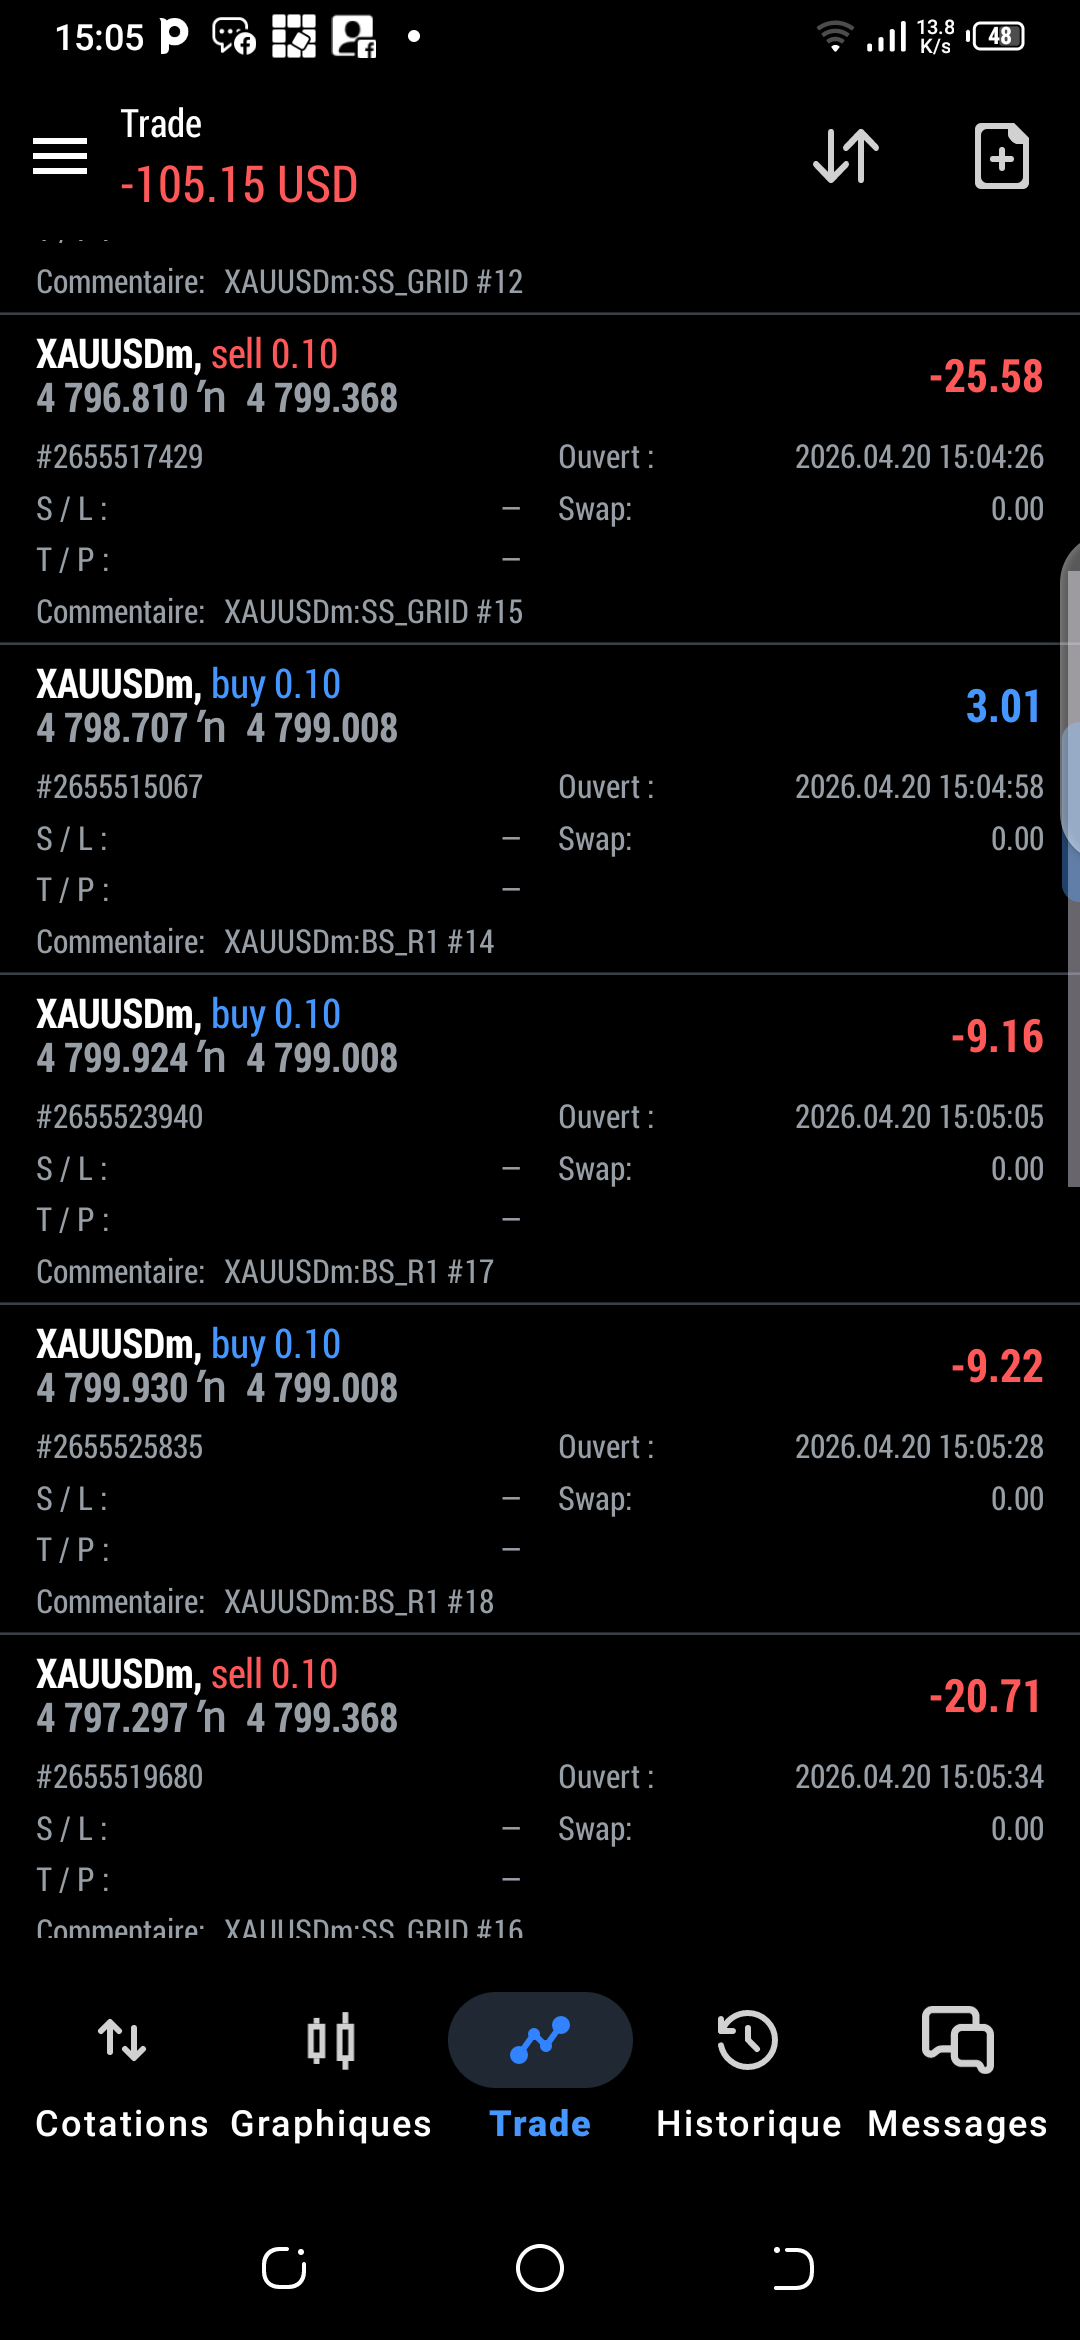 15:05
13.8
K/s
48
Trade
-105.15 USD
Commentaire: XAUUSDm:SS_GRID #12
XAUUSDm, sell 0.10
4 796.810 ’n 4 799.368
-25.58
#2655517429
Ouvert : 2026.04.20 15:04:26
S / L : –
Swap: 0.00
T / P : –
Commentaire: XAUUSDm:SS_GRID #15
XAUUSDm, buy 0.10
4 798.707 ’n 4 799.008
3.01
#2655515067
Ouvert : 2026.04.20 15:04:58
S / L : –
Swap: 0.00
T / P : –
Commentaire: XAUUSDm:BS_R1 #14
XAUUSDm, buy 0.10
4 799.924 ’n 4 799.008
-9.16
#2655523940
Ouvert : 2026.04.20 15:05:05
S / L : –
Swap: 0.00
T / P : –
Commentaire: XAUUSDm:BS_R1 #17
XAUUSDm, buy 0.10
4 799.930 ’n 4 799.008
-9.22
#2655525835
Ouvert : 2026.04.20 15:05:28
S / L : –
Swap: 0.00
T / P : –
Commentaire: XAUUSDm:BS_R1 #18
XAUUSDm, sell 0.10
4 797.297 ’n 4 799.368
-20.71
#2655519680
Ouvert : 2026.04.20 15:05:34
S / L : –
Swap: 0.00
T / P : –
Commentaire: XAUUSDm:SS_GRID #16
Cotations
Graphiques
Trade
Historique
Messages